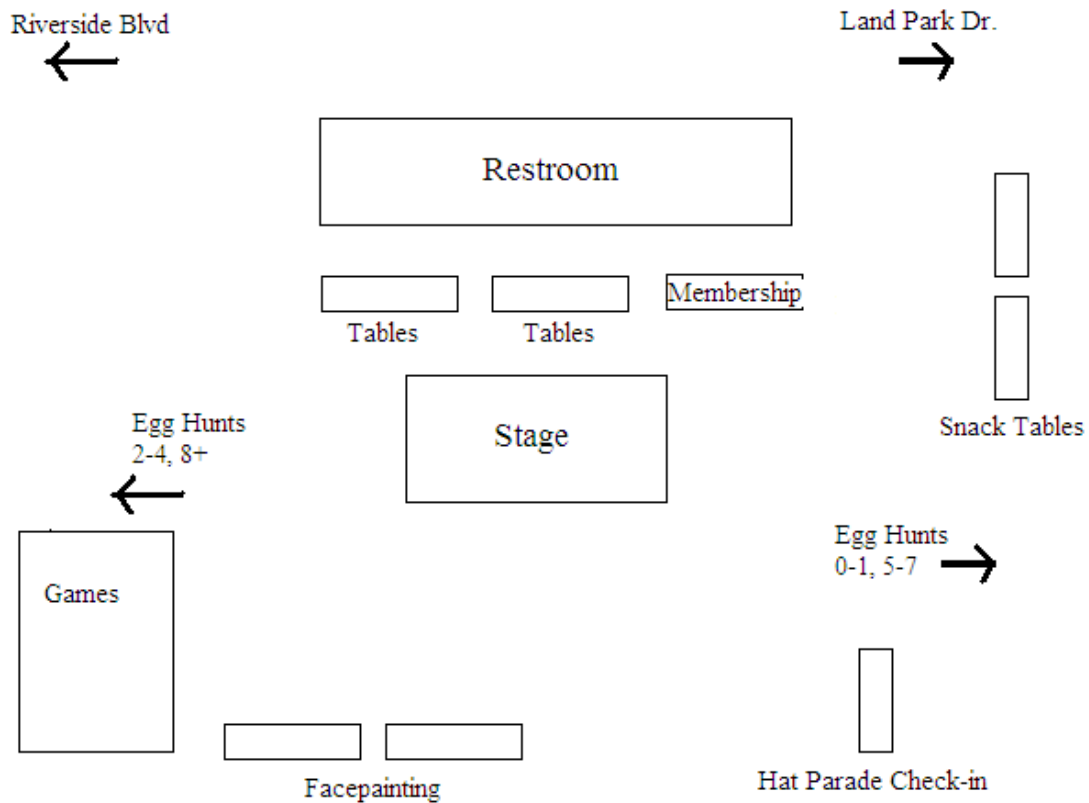 Riverside Blvd
Land Park Dr.
Restroom
Membership
Tables
Tables
Snack Tables
Stage
Egg Hunts
2-4, 8+
Egg Hunts
0-1, 5-7
Games
Facepainting
Hat Parade Check-in